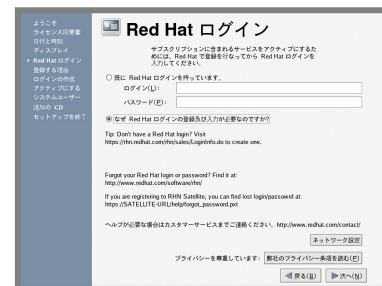 ようこそ
ライセンス同意書
日付と時刻
ディスプレイ
Red Hat ログイン
登録する理由
ログインの作成
アクティブにする
システムユーザー
追加の CD
セットアップを終了
Red Hat ログイン
サブスクリプションに含まれるサービスをアクティブにするた
めには、Red Hat で登録を行なってから Red Hat ログインを
入力してください。
既に Red Hat ログインを持っています。
ログイン(L):
パスワード(P):
なぜ Red Hat ログインの登録及び入力が必要なのですか?
Tip: Don't have a Red Hat login? Visit
https://rhn.redhat.com/rhn/sales/LoginInfo.do to create one.
Forgot your Red Hat login or password? Find it at:
http://www.redhat.com/software/rhn/
If you are registering to RHN Satellite, you can find lost login/passowrd at:
https://SATELLITE-URL/help/forgot_password.pxt
ヘルプが必要な場合はカスタマーサービスまでご連絡ください。http://www.redhat.com/contact/
ネットワーク設定
プライバシーを尊重しています: 弊社のプライバシー条項を読む(P)
戻る(B) 次へ(N)